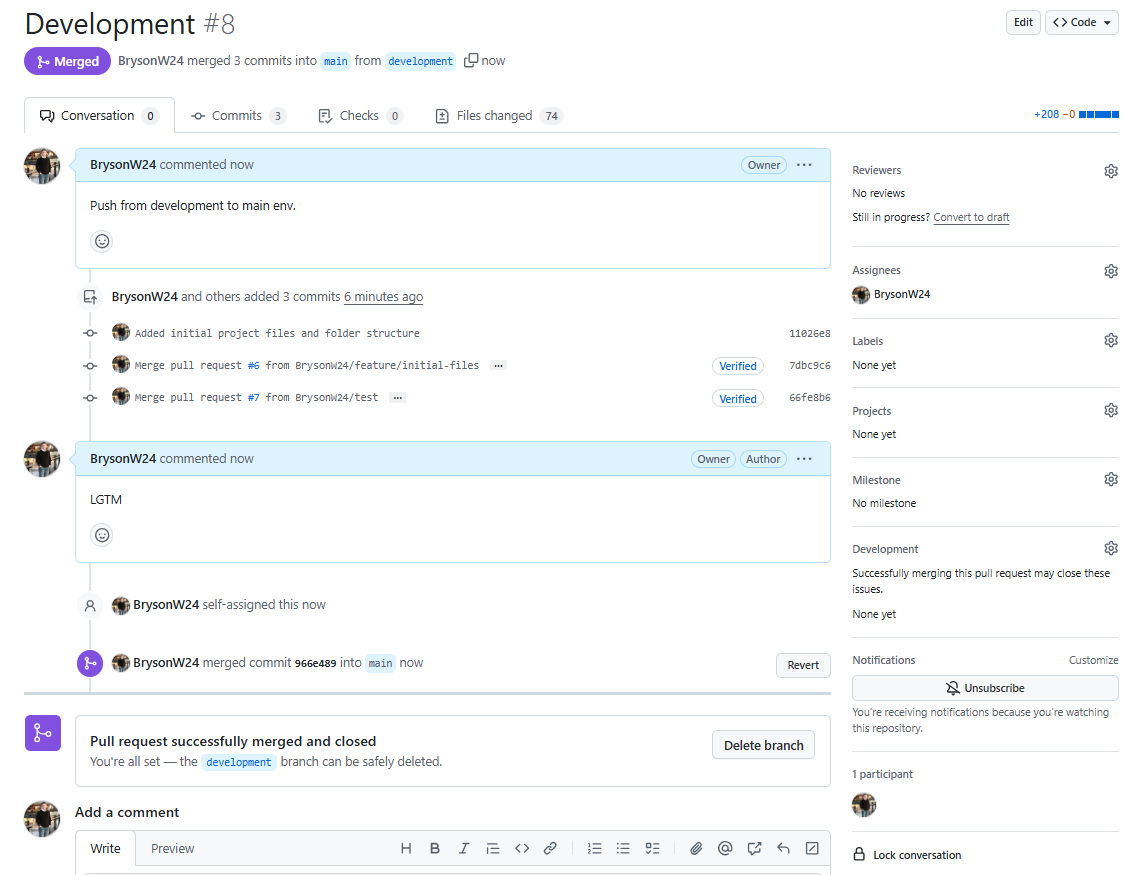 Development #8
Edit
Code
Merged
BrysonW24 merged 3 commits into main from development now
Conversation 0
Commits 3
Checks 0
Files changed 74
+208 −0
BrysonW24 commented now
Owner
Push from development to main env.
BrysonW24 and others added 3 commits 6 minutes ago
Added initial project files and folder structure
11026e8
Merge pull request #6 from BrysonW24/feature/initial-files ...
Verified
7dbc9c6
Merge pull request #7 from BrysonW24/test ...
Verified
66fe8b6
BrysonW24 commented now
Owner
Author
LGTM
BrysonW24 self-assigned this now
BrysonW24 merged commit 966e489 into main now
Revert
Pull request successfully merged and closed
You're all set — the development branch can be safely deleted.
Delete branch
Add a comment
Write
Preview
H B I
Reviewers
No reviews
Still in progress? Convert to draft
Assignees
BrysonW24
Labels
None yet
Projects
None yet
Milestone
No milestone
Development
Successfully merging this pull request may close these
issues.
None yet
Notifications
Customize
Unsubscribe
You're receiving notifications because you're watching
this repository.
1 participant
Lock conversation